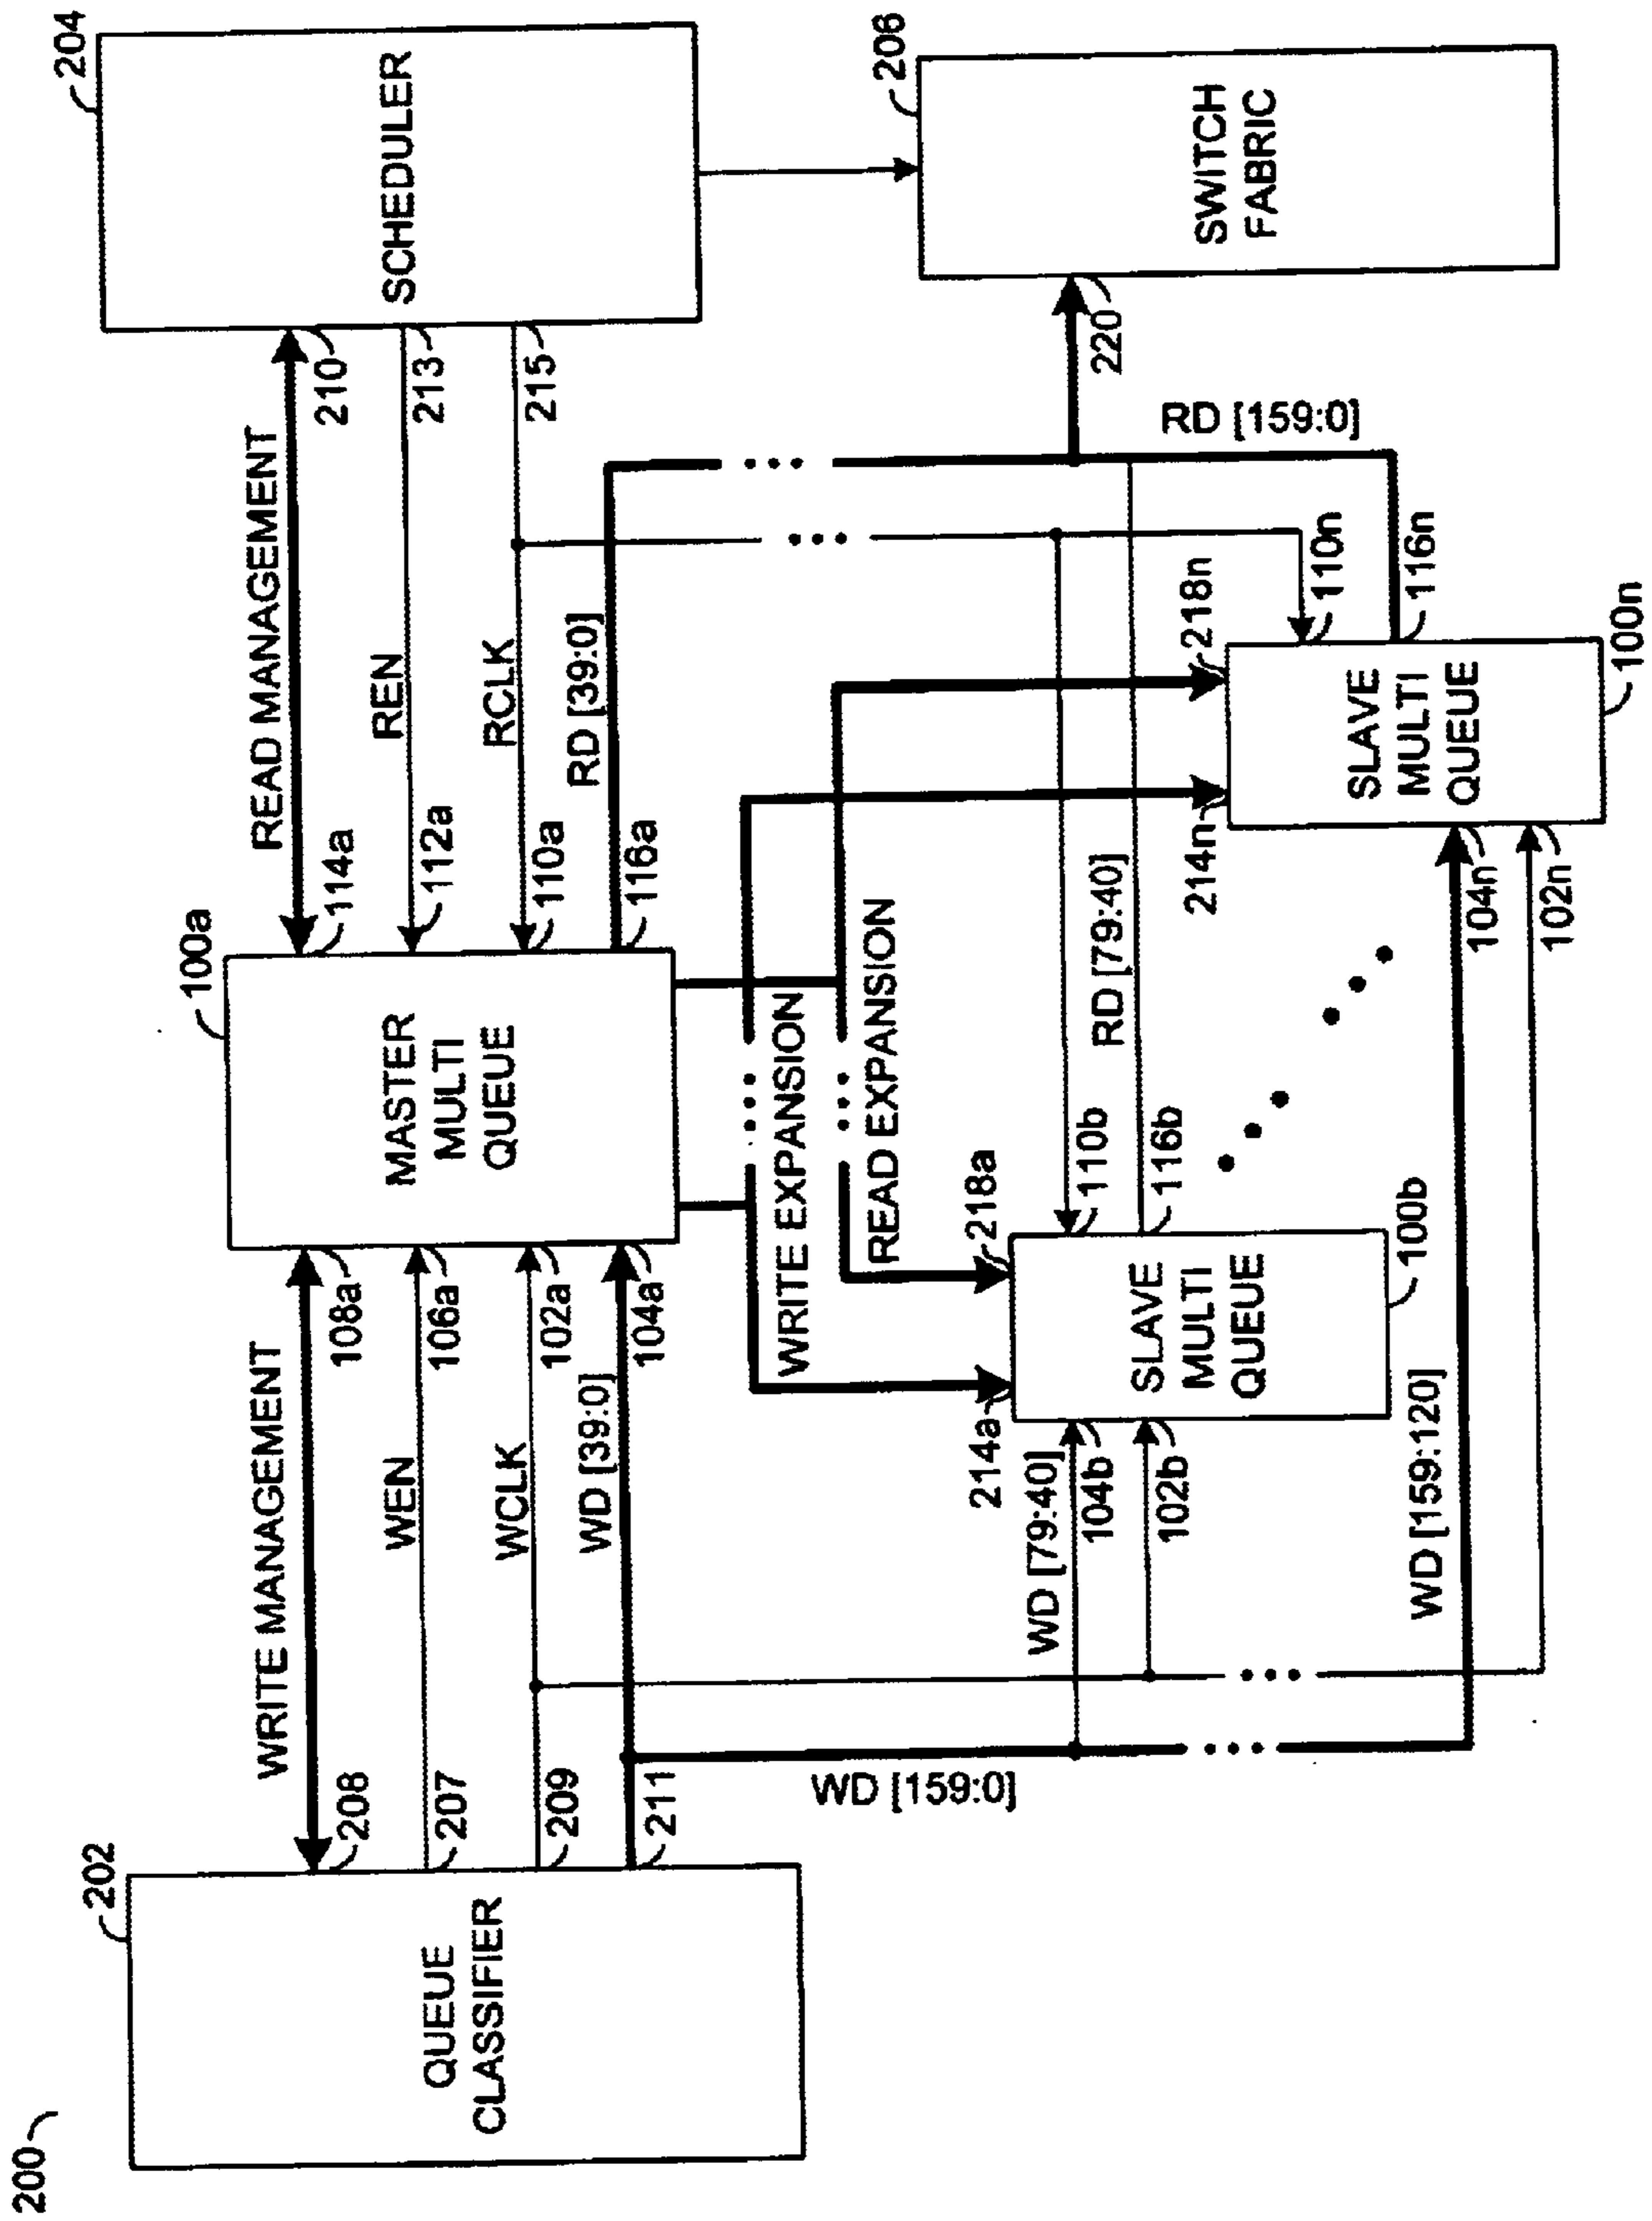 200
202
QUEUE
CLASSIFIER
208
207
209
211
WRITE MANAGEMENT
WEN
WCLK
WD [39:0]
WD [159:0]
108a
106a
102a
104a
100a
MASTER
MULTI
QUEUE
114a
112a
110a
116a
READ MANAGEMENT
REN
RCLK
RD [39:0]
210
213
215
204
SCHEDULER
WRITE EXPANSION
READ EXPANSION
214a
218a
WD [79:40]
104b
102b
SLAVE
MULTI
QUEUE
100b
110b
116b
RD [79:40]
WD [159:120]
214n
218n
104n
102n
SLAVE
MULTI
QUEUE
100n
110n
116n
RD [159:0]
220
206
SWITCH
FABRIC